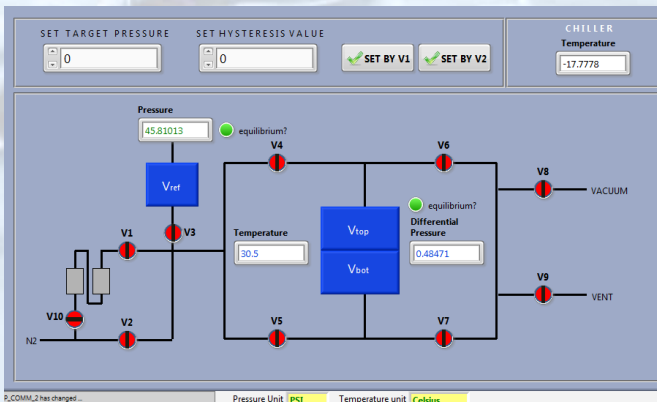 SET TARGET PRESSURE
SET HYSTERESIS VALUE
0
0
SET BY V1
SET BY V2
CHILLER
Temperature
-17.7778
Pressure
45.81013
equilibrium?
V4
V6
V8
VACUUM
Vref
V1
V3
Temperature
30.5
Vtop
Vbot
equilibrium?
Differential
Pressure
0.48471
V9
VENT
V10
V2
N2
V5
V7
P_COMM_2 has changed ...
Pressure Unit PSI
Temperature unit Celsius